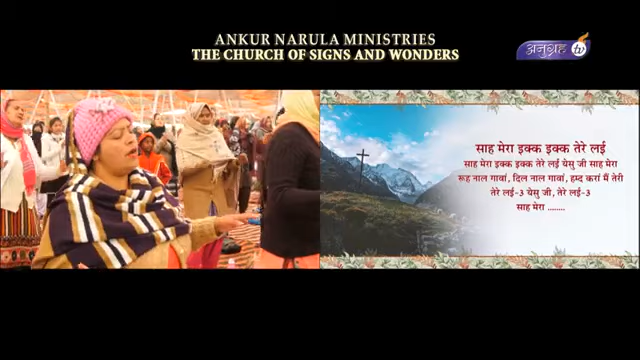 ANKUR NARULA MINISTRIES
THE CHURCH OF SIGNS AND WONDERS
अनुग्रह tv
साह मेरा इक्क इक्क तेरे लई
साह मेरा इक्क इक्क तेरे लई येसु जी साह मेरा
रूह नाल गावां, दिल नाल गावां, हम्द करां मैं तेरी
तेरे लई-3 येसु जी, तेरे लई-3
साह मेरा ........